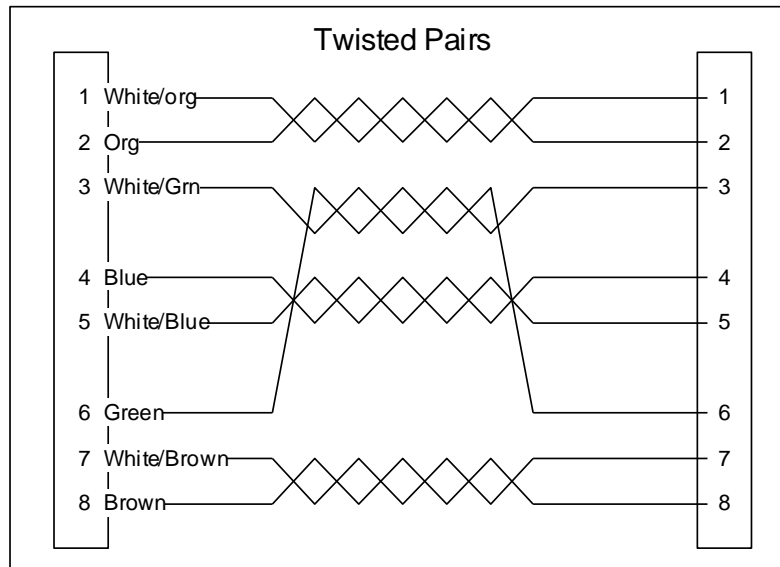 Twisted Pairs
1 White/org 1
2 Org 2
3 White/Grn 3
4 Blue 4
5 White/Blue 5
6 Green 6
7 White/Brown 7
8 Brown 8